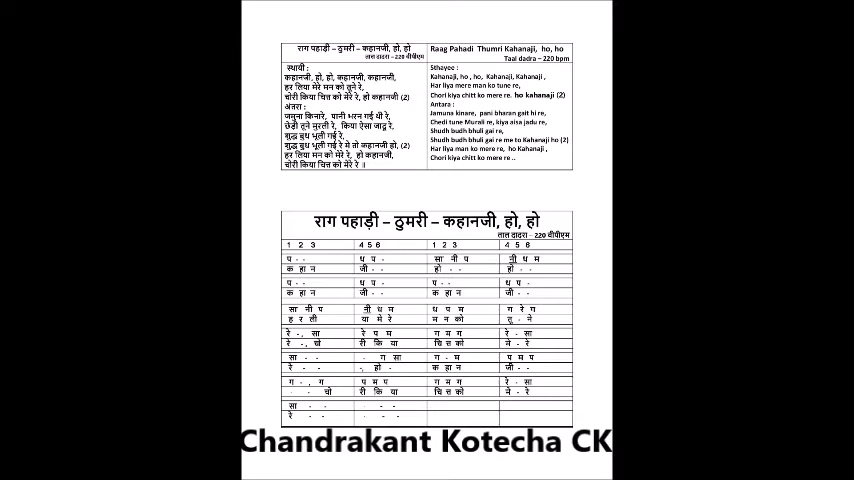 राग पहाड़ी – ठुमरी – कहानजी, हो, हो
ताल दादरा – 220 बीपीएम
स्थायी :
कहानजी, हो, हो, कहानजी, कहानजी,
हर लिया मेरे मन को तूने रे,
चोरी किया चित्त को मेरे रे, हो कहानजी (2)
अंतरा :
जमुना किनारे, पानी भरन गई थी रे,
छेड़ी तूने मुरली रे, किया ऐसा जादू रे,
शुद्ध बुध भूली गई रे,
शुद्ध बुध भूली गई रे मे तो कहानजी हो, (2)
हर लिया मन को मेरे रे, हो कहानजी,
चोरी किया चित्त को मेरे रे ॥
Raag Pahadi Thumri Kahanaji, ho, ho
Taal dadra – 220 bpm
Sthayee :
Kahanaji, ho , ho, Kahanaji, Kahanaji ,
Har liya mere man ko tune re,
Chori kiya chitt ko mere re. ho kahanaji (2)
Antara :
Jamuna kinare, pani bharan gait hi re,
Chedi tune Murali re, kiya aisa jadu re,
Shudh budh bhuli gai re,
Shudh budh bhuli gai re me to Kahanaji ho (2)
Har liya man ko mere re, ho Kahanaji ,
Chori kiya chitt ko mere re ..
राग पहाड़ी – ठुमरी – कहानजी, हो, हो
ताल दादरा – 220 बीपीएम
1 2 3 4 5 6 1 2 3 4 5 6
प - - ध प - सा नी प नी ध म
क हा न जी - - हो - - हो - -
प - - ध प - प - - ध प -
क हा न जी - - क हा न जी - -
सा नी प नी ध म ध प म ग रे ग
ह र ली या मे रे म न को तू - ने
रे -, सा रे प म ग म ग रे - सा
रे -, चो री कि या चि त्त को मे - रे
सा - - - ग सा ग - म प म प
रे - - -, हो - क हा न जी - -
ग - , ग प म प ग म ग रे - सा
- - चो री कि या चि त्त को मे - रे
सा - - - - -
रे - - - - -
Chandrakant Kotecha CK